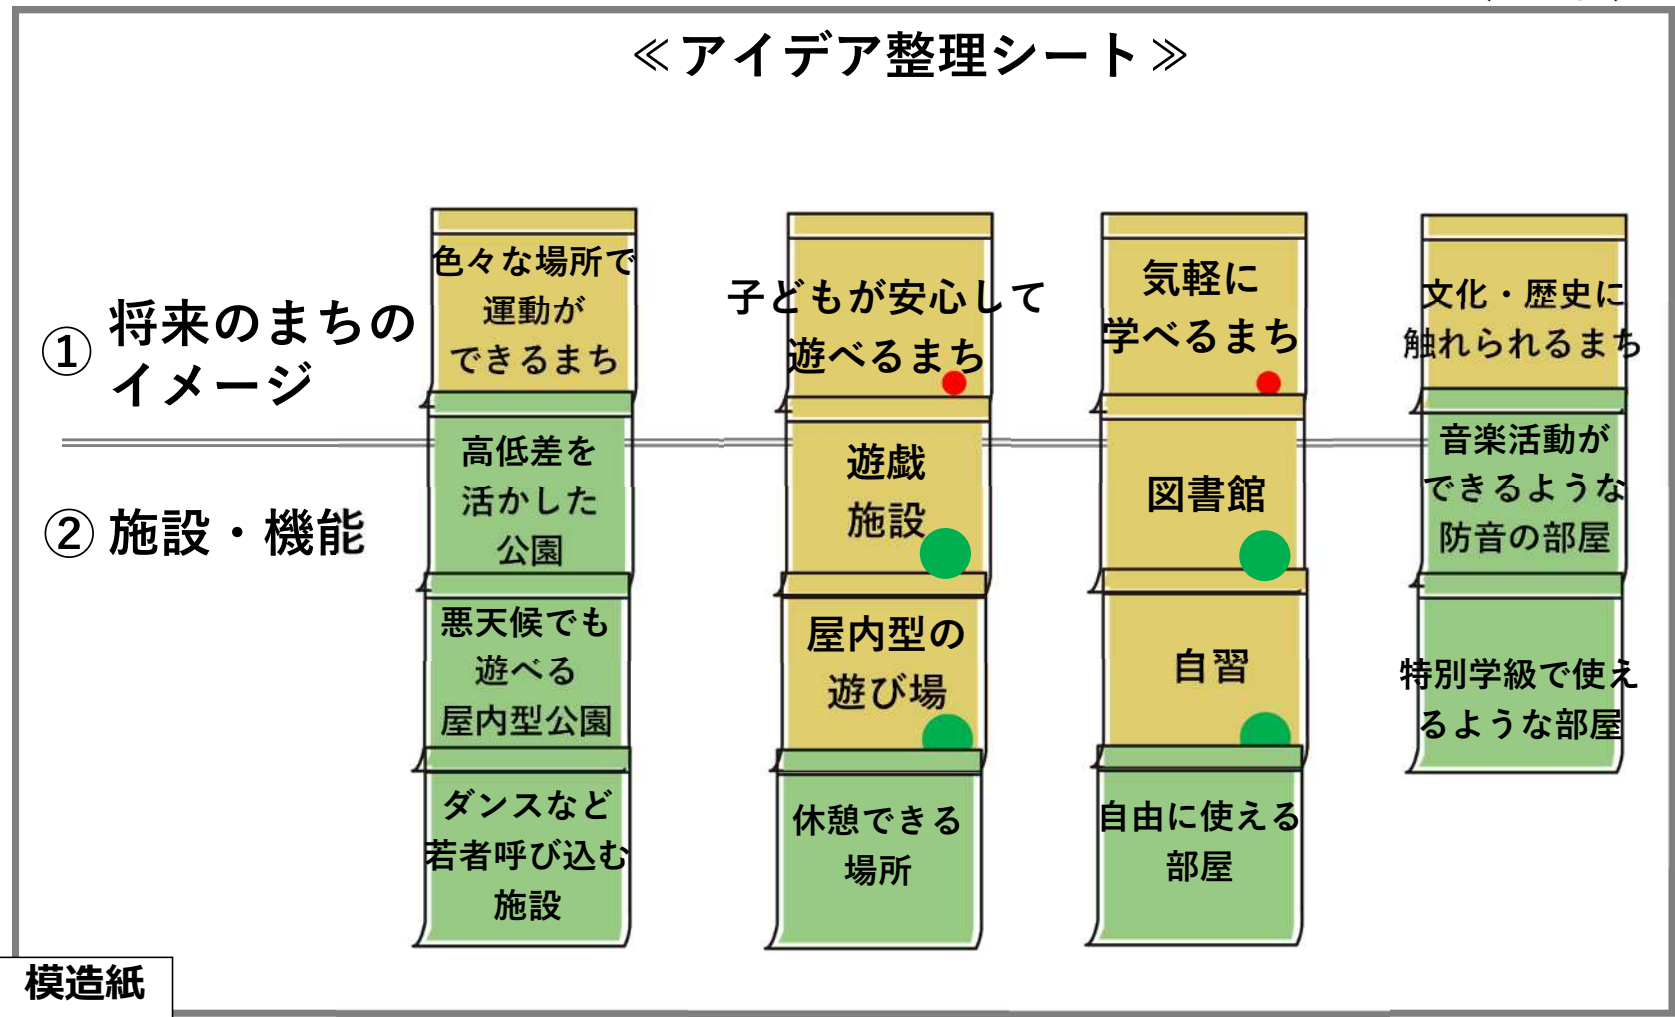 ≪アイデア整理シート≫
① 将来のまちの
イメージ
② 施設・機能
色々な場所で
運動が
できるまち
高低差を
活かした
公園
悪天候でも
遊べる
屋内型公園
ダンスなど
若者呼び込む
施設
子どもが安心して
遊べるまち
遊戯
施設
屋内型の
遊び場
休憩できる
場所
気軽に
学べるまち
図書館
自習
自由に使える
部屋
文化・歴史に
触れられるまち
音楽活動が
できるような
防音の部屋
特別学級で使え
るような部屋
模造紙